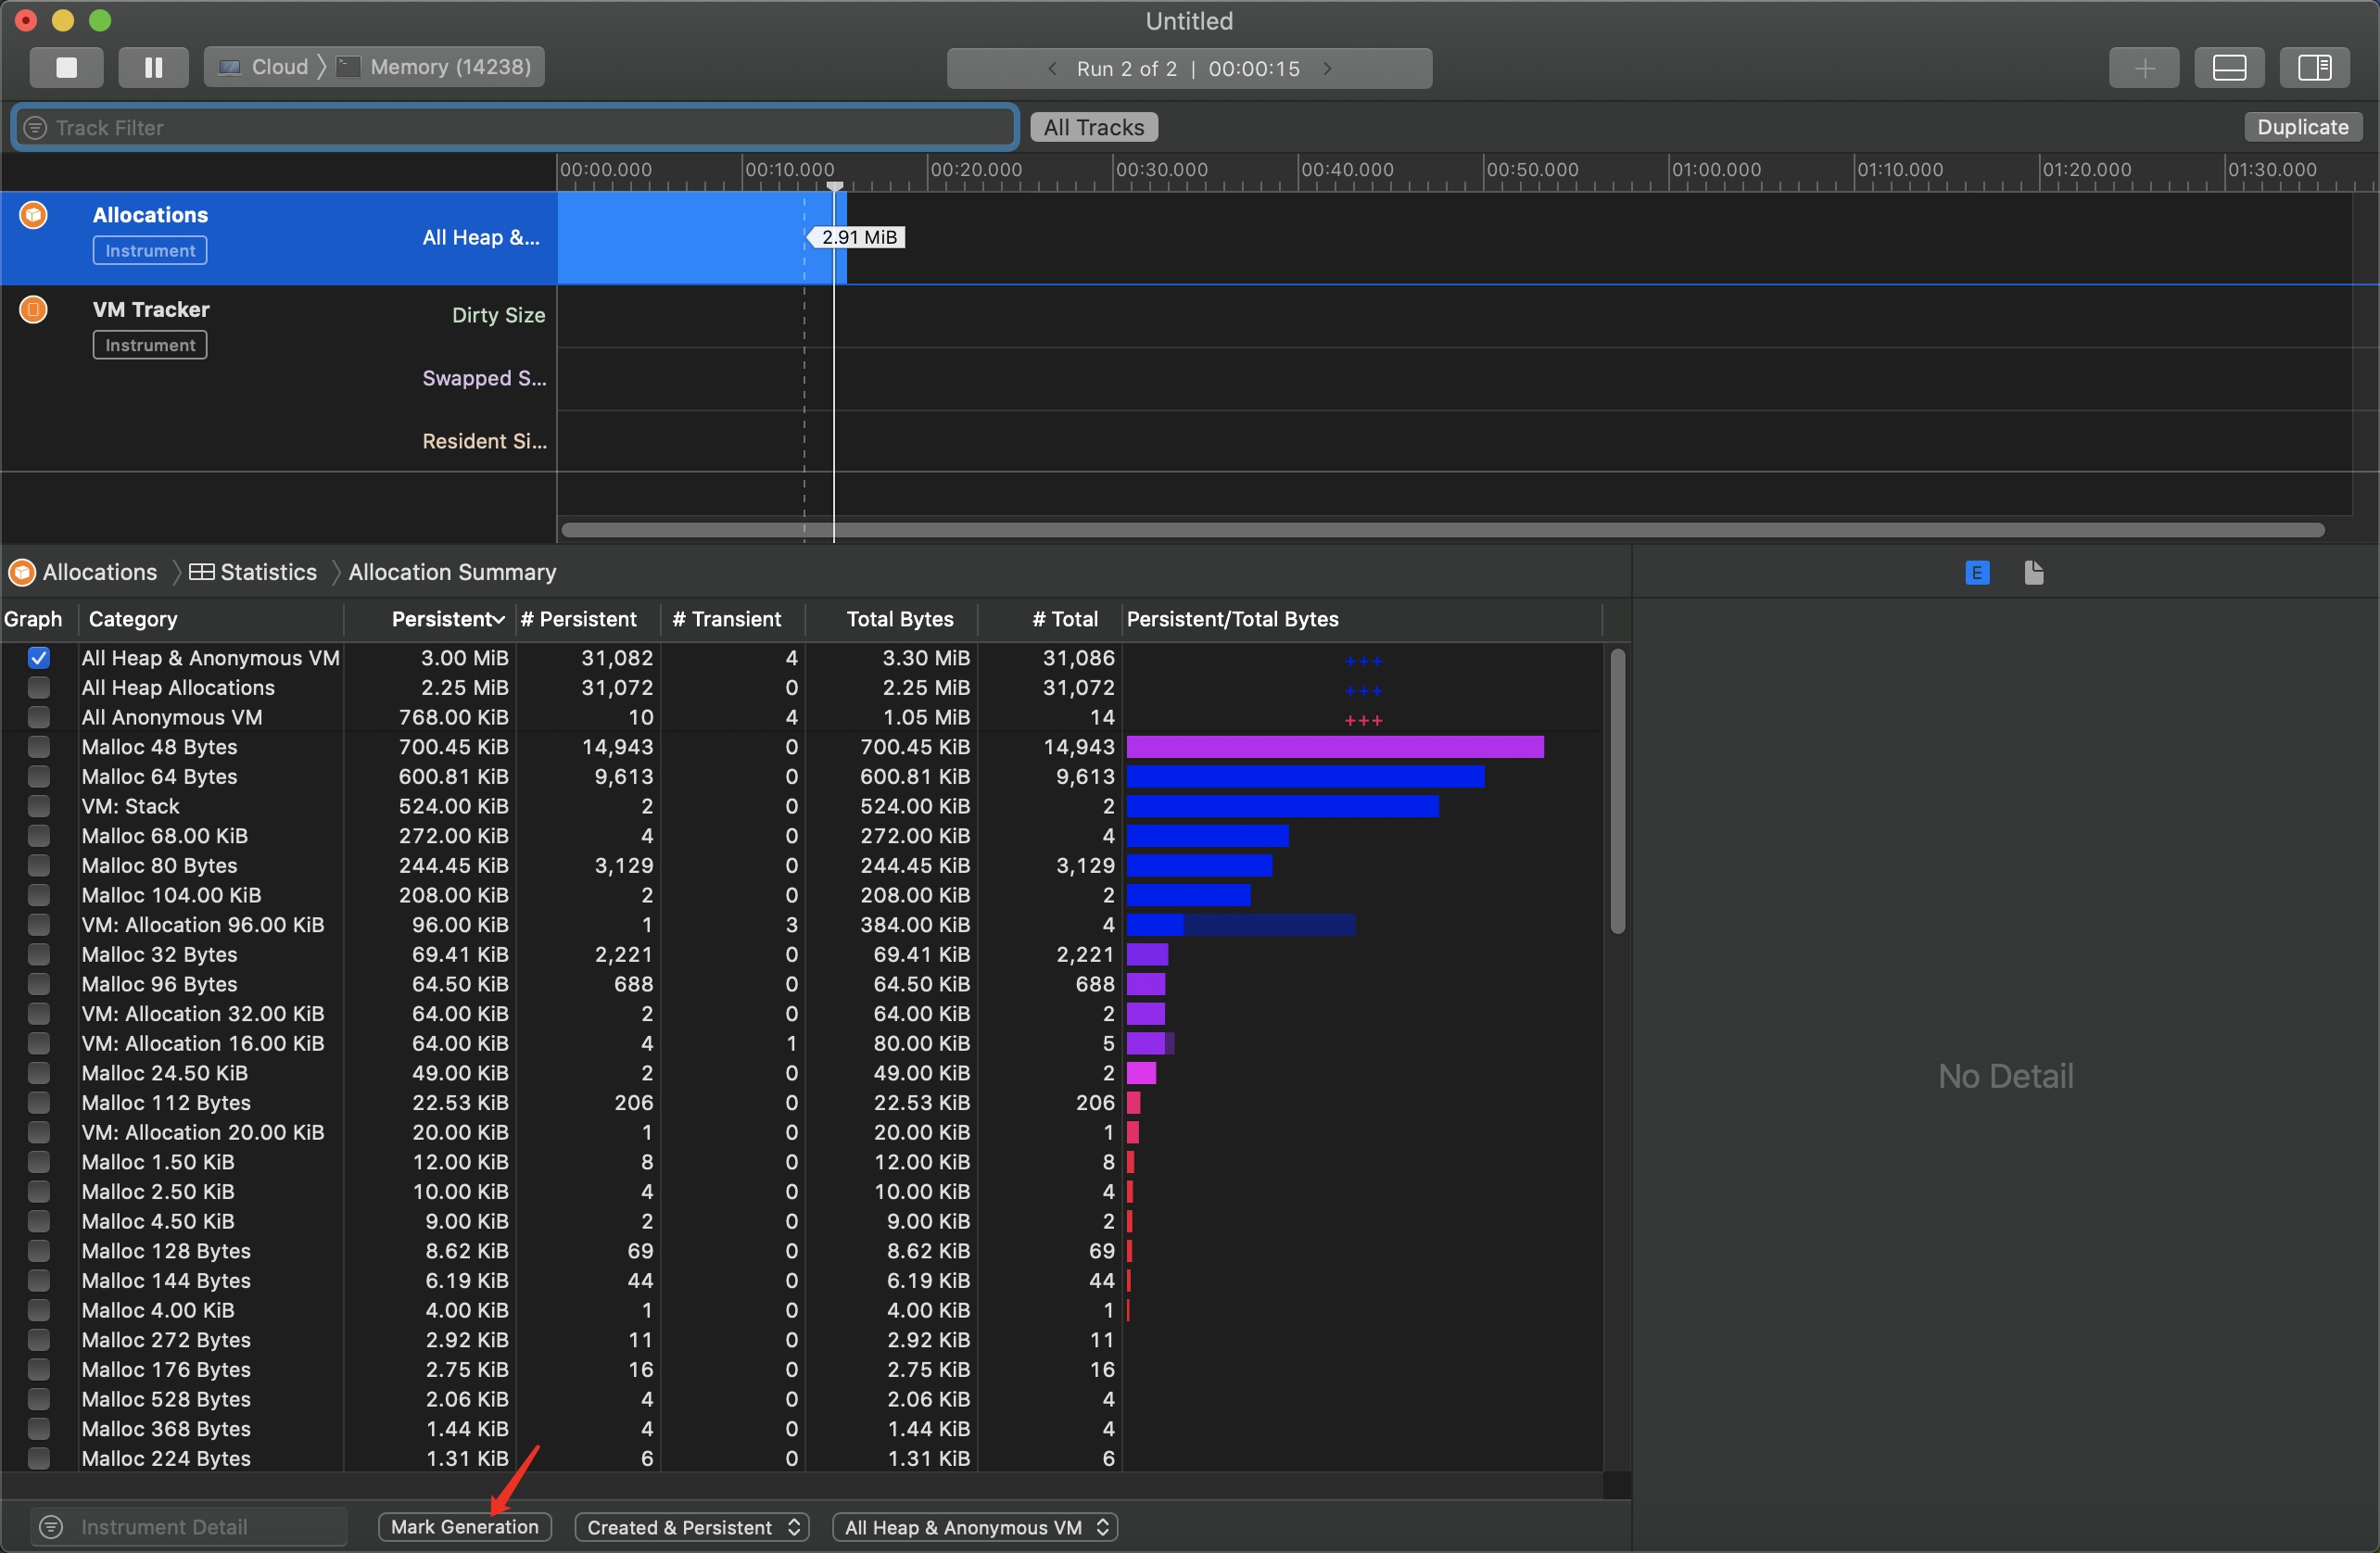 Untitled
Cloud 〉 Memory (14238)
Run 2 of 2 | 00:00:15
Track Filter
All Tracks
Duplicate
00:00.000 00:10.000 00:20.000 00:30.000 00:40.000 00:50.000 01:00.000 01:10.000 01:20.000 01:30.000
Allocations
Instrument
All Heap &...
2.91 MiB
VM Tracker
Instrument
Dirty Size
Swapped S...
Resident Si...
Allocations 〉 Statistics 〉 Allocation Summary
E
Graph Category Persistent # Persistent # Transient Total Bytes # Total Persistent/Total Bytes
All Heap & Anonymous VM 3.00 MiB 31,082 4 3.30 MiB 31,086 +++
All Heap Allocations 2.25 MiB 31,072 0 2.25 MiB 31,072 +++
All Anonymous VM 768.00 KiB 10 4 1.05 MiB 14 +++
Malloc 48 Bytes 700.45 KiB 14,943 0 700.45 KiB 14,943
Malloc 64 Bytes 600.81 KiB 9,613 0 600.81 KiB 9,613
VM: Stack 524.00 KiB 2 0 524.00 KiB 2
Malloc 68.00 KiB 272.00 KiB 4 0 272.00 KiB 4
Malloc 80 Bytes 244.45 KiB 3,129 0 244.45 KiB 3,129
Malloc 104.00 KiB 208.00 KiB 2 0 208.00 KiB 2
VM: Allocation 96.00 KiB 96.00 KiB 1 3 384.00 KiB 4
Malloc 32 Bytes 69.41 KiB 2,221 0 69.41 KiB 2,221
Malloc 96 Bytes 64.50 KiB 688 0 64.50 KiB 688
VM: Allocation 32.00 KiB 64.00 KiB 2 0 64.00 KiB 2
VM: Allocation 16.00 KiB 64.00 KiB 4 1 80.00 KiB 5
Malloc 24.50 KiB 49.00 KiB 2 0 49.00 KiB 2
Malloc 112 Bytes 22.53 KiB 206 0 22.53 KiB 206
VM: Allocation 20.00 KiB 20.00 KiB 1 0 20.00 KiB 1
Malloc 1.50 KiB 12.00 KiB 8 0 12.00 KiB 8
Malloc 2.50 KiB 10.00 KiB 4 0 10.00 KiB 4
Malloc 4.50 KiB 9.00 KiB 2 0 9.00 KiB 2
Malloc 128 Bytes 8.62 KiB 69 0 8.62 KiB 69
Malloc 144 Bytes 6.19 KiB 44 0 6.19 KiB 44
Malloc 4.00 KiB 4.00 KiB 1 0 4.00 KiB 1
Malloc 272 Bytes 2.92 KiB 11 0 2.92 KiB 11
Malloc 176 Bytes 2.75 KiB 16 0 2.75 KiB 16
Malloc 528 Bytes 2.06 KiB 4 0 2.06 KiB 4
Malloc 368 Bytes 1.44 KiB 4 0 1.44 KiB 4
Malloc 224 Bytes 1.31 KiB 6 0 1.31 KiB 6
No Detail
Instrument Detail
Mark Generation
Created & Persistent
All Heap & Anonymous VM